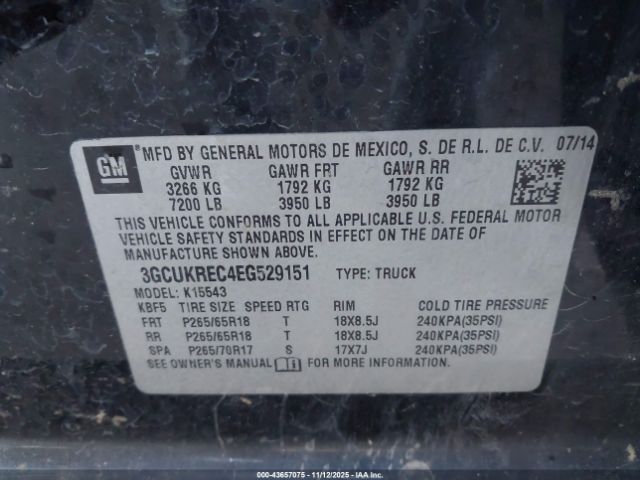 GM
®MFD BY GENERAL MOTORS DE MEXICO, S. DE R.L. DE C.V. 07/14
GVWR GAWR FRT GAWR RR
3266 KG 1792 KG 1792 KG
7200 LB 3950 LB 3950 LB
THIS VEHICLE CONFORMS TO ALL APPLICABLE U.S. FEDERAL MOTOR
VEHICLE SAFETY STANDARDS IN EFFECT ON THE DATE OF
MANUFACTURE SHOWN ABOVE.
3GCUKREC4EG529151 TYPE: TRUCK
MODEL: K15543
KBF5 TIRE SIZE SPEED RTG RIM COLD TIRE PRESSURE
FRT P265/65R18 T 18X8.5J 240KPA(35PSI)
RR P265/65R18 T 18X8.5J 240KPA(35PSI)
SPA P265/70R17 S 17X7J 240KPA(35PSI)
SEE OWNER'S MANUAL FOR MORE INFORMATION.
000-43657075 - 11/12/2025 - IAAI